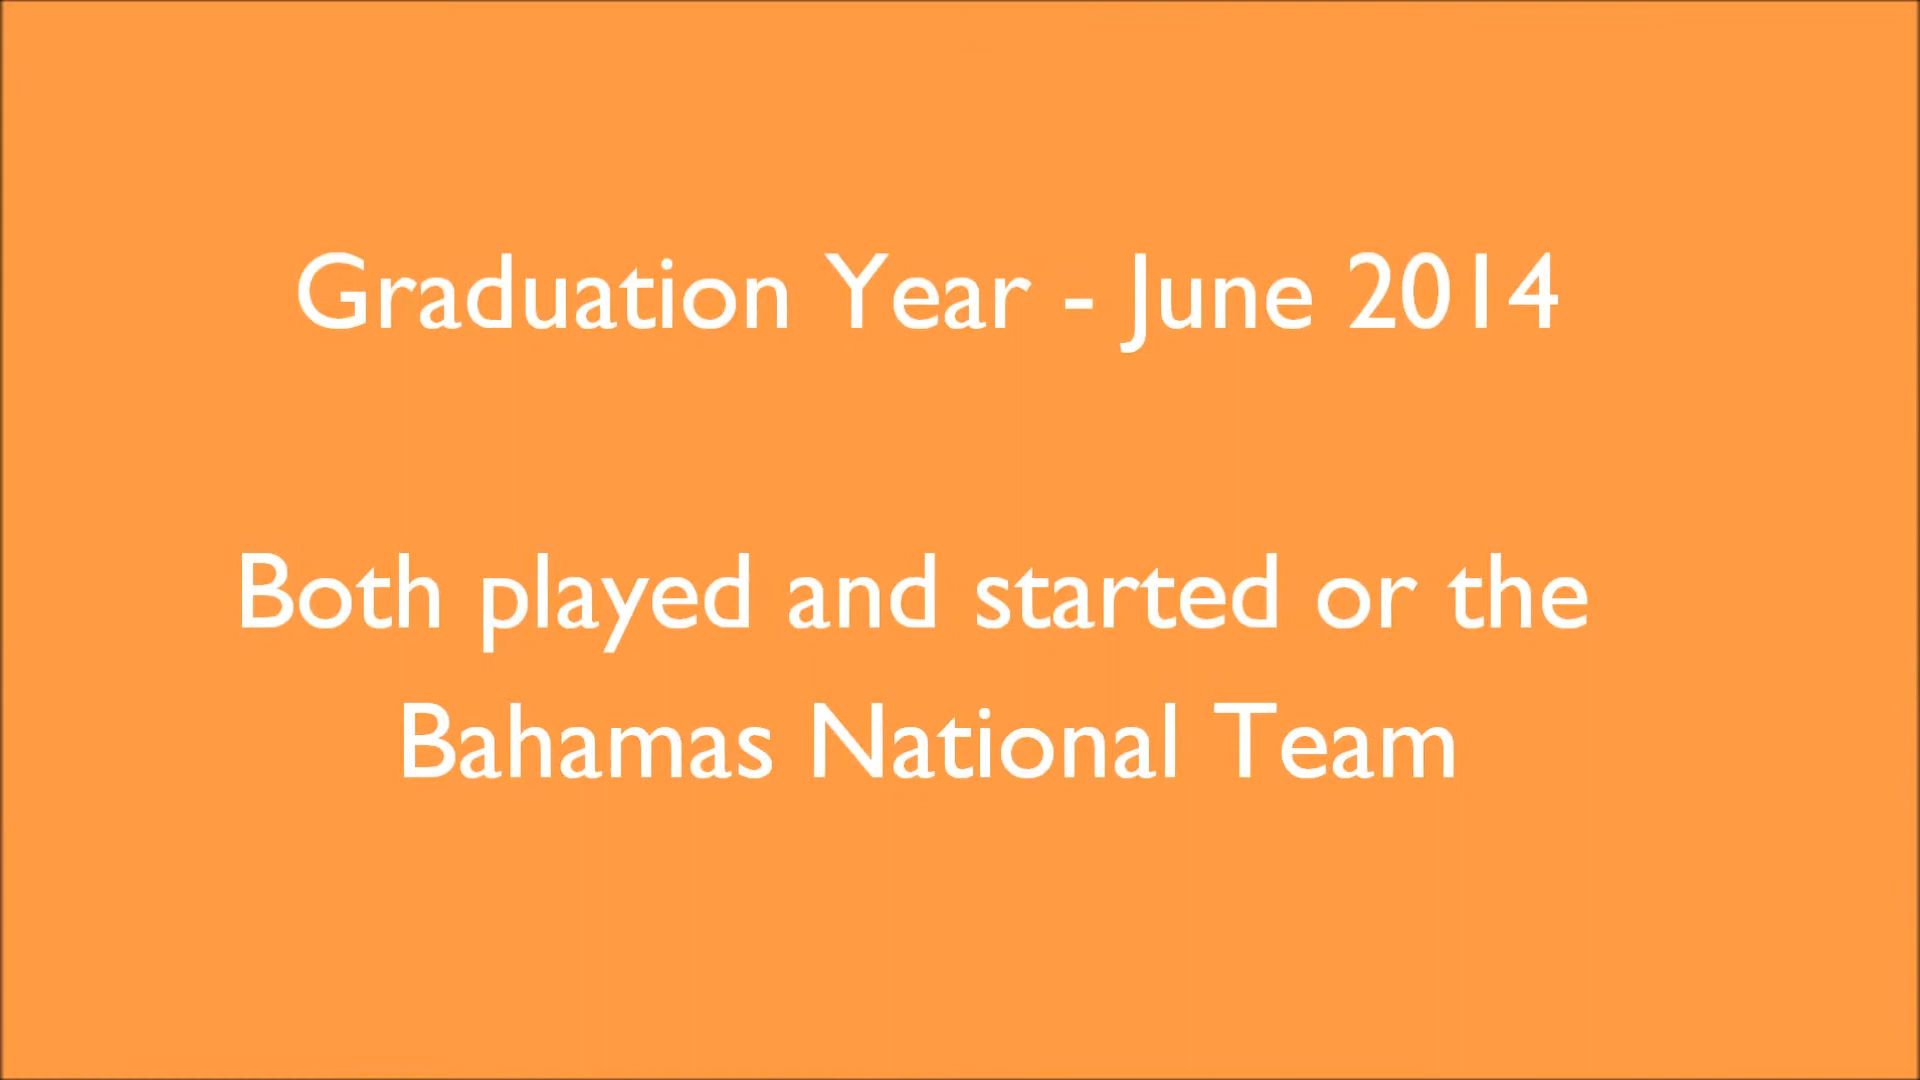 Graduation Year - June 2014
Both played and started or the
Bahamas National Team